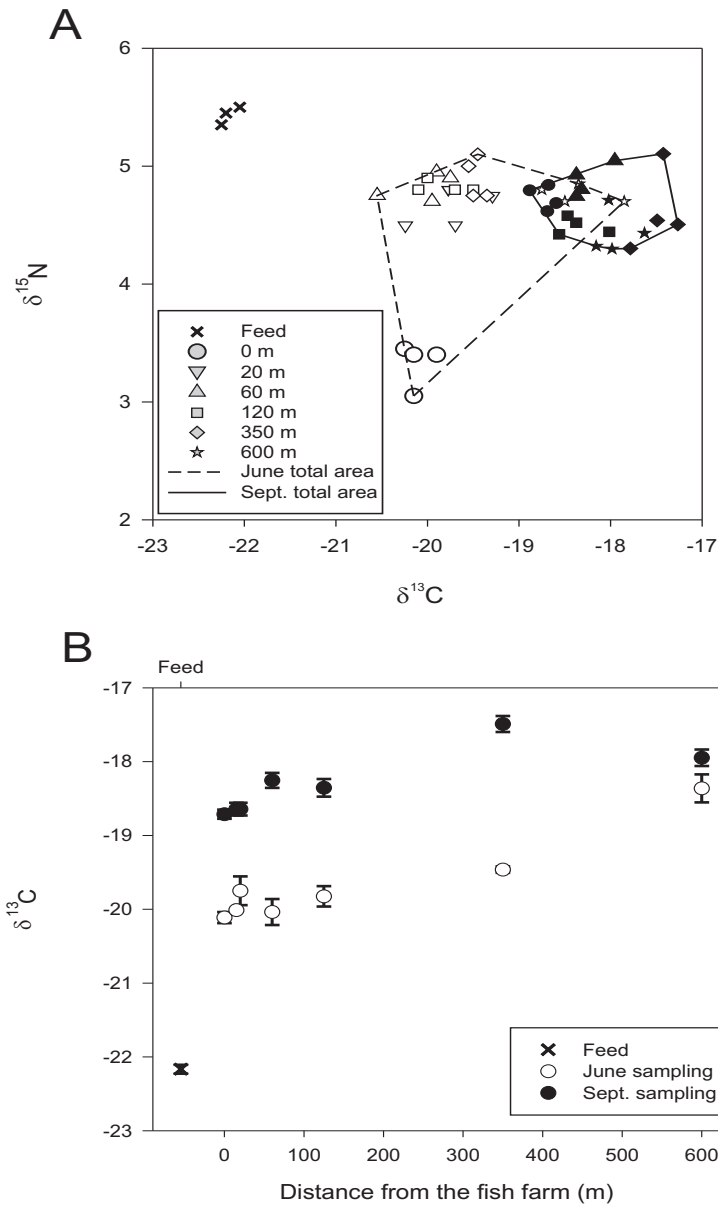 A
6
5
4
3
2
δ¹⁵N
Feed
0 m
20 m
60 m
120 m
350 m
600 m
June total area
Sept. total area
-23 -22 -21 -20 -19 -18 -17
δ¹³C
B
Feed
-17
-18
-19
-20
-21
-22
-23
δ¹³C
Feed
June sampling
Sept. sampling
0 100 200 300 400 500 600
Distance from the fish farm (m)